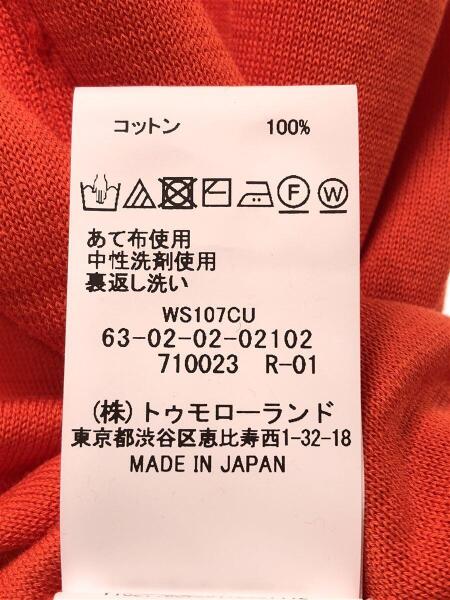 コットン 100%
F W
あて布使用
中性洗剤使用
裏返し洗い
WS107CU
63-02-02-02102
710023 R-01
(株)トゥモローランド
東京都渋谷区恵比寿西1-32-18
MADE IN JAPAN